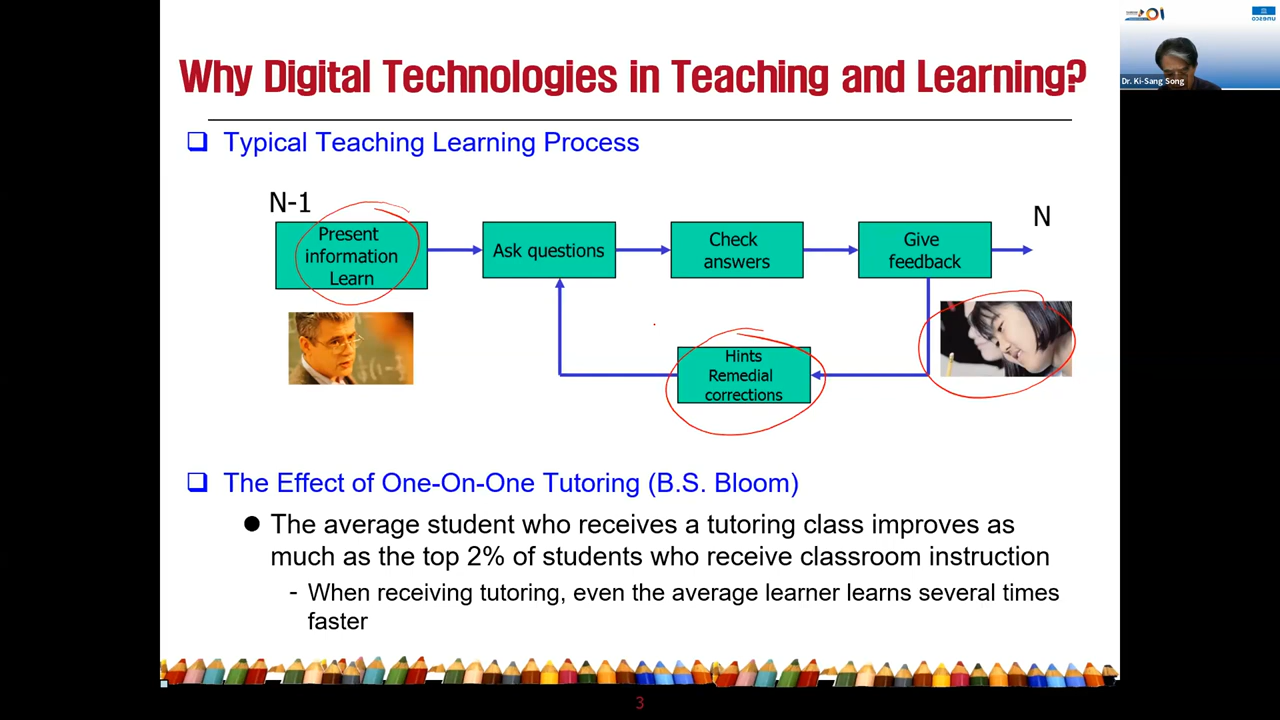 Why Digital Technologies in Teaching and Learning?
Dr. Ki-Sang Song
Typical Teaching Learning Process
N-1
N
Present
information
Learn
Ask questions
Check
answers
Give
feedback
Hints
Remedial
corrections
The Effect of One-On-One Tutoring (B.S. Bloom)
The average student who receives a tutoring class improves as
much as the top 2% of students who receive classroom instruction
- When receiving tutoring, even the average learner learns several times
faster
3